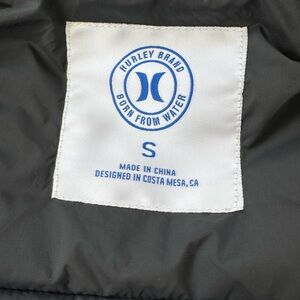 HURLEY BRAND
BORN FROM WATER
S
MADE IN CHINA
DESIGNED IN COSTA MESA, CA